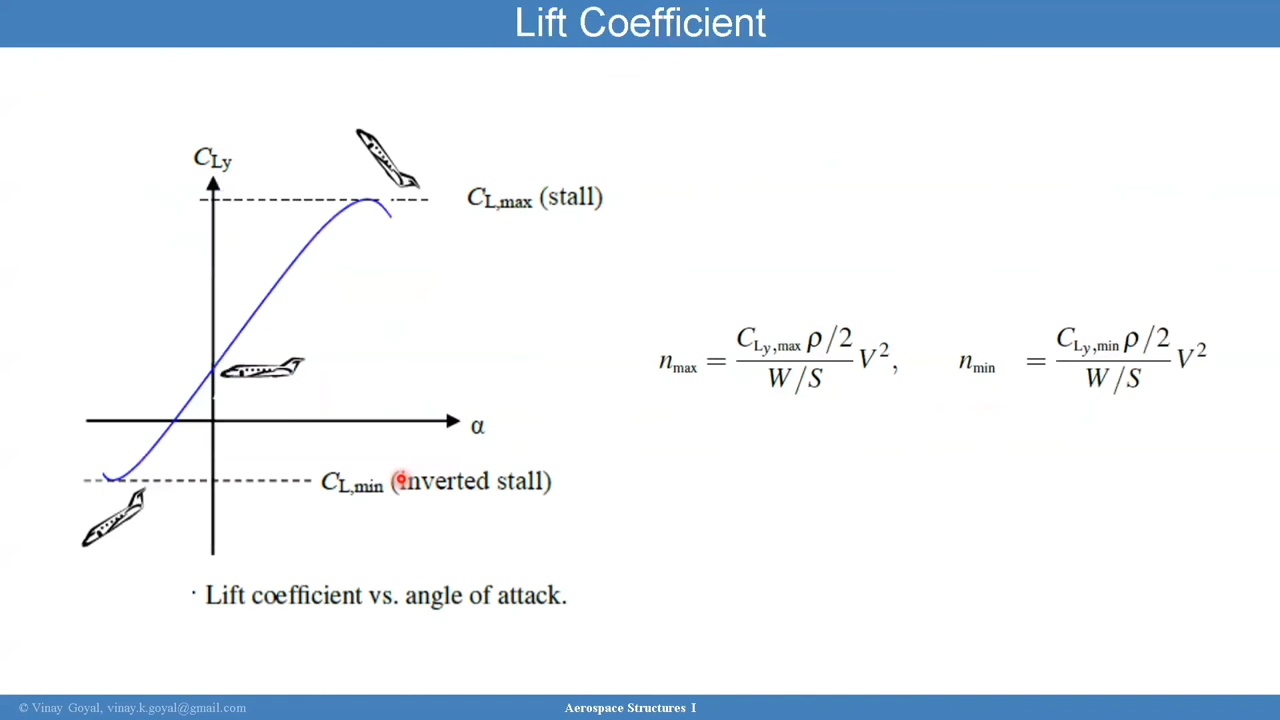 Lift Coefficient
C_Ly
C_L,max (stall)
n_max = (C_Ly,max ρ/2)/(W/S) V², n_min = (C_Ly,min ρ/2)/(W/S) V²
α
C_L,min (inverted stall)
· Lift coefficient vs. angle of attack.
© Vinay Goyal, vinay.k.goyal@gmail.com
Aerospace Structures I